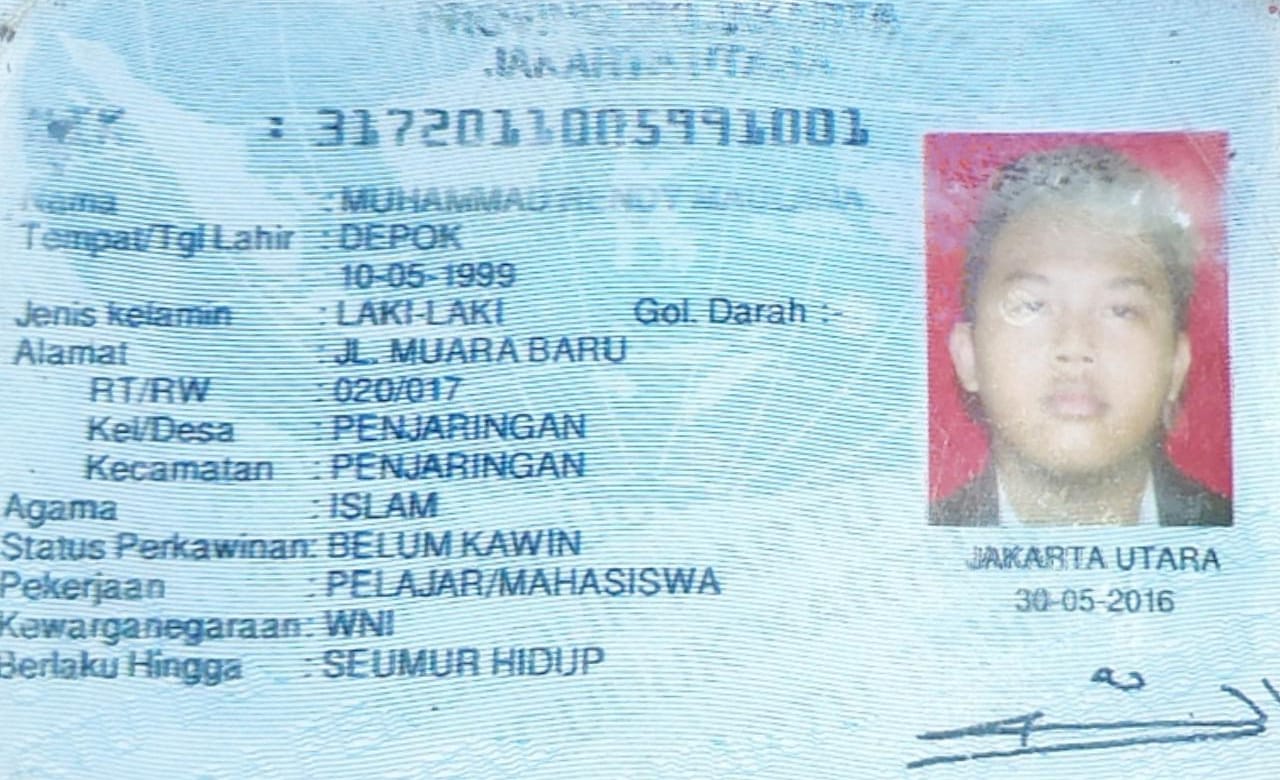 PROVINSI DKI JAKARTA
JAKARTA UTARA
NIK : 3172011005991001
Nama : MUHAMMAD
Tempat/Tgl Lahir : DEPOK
10-05-1999
Jenis kelamin : LAKI-LAKI Gol. Darah :-
Alamat : JL. MUARA BARU
RT/RW : 020/017
Kel/Desa : PENJARINGAN
Kecamatan : PENJARINGAN
Agama : ISLAM
Status Perkawinan: BELUM KAWIN
Pekerjaan : PELAJAR/MAHASISWA
Kewarganegaraan: WNI
Berlaku Hingga : SEUMUR HIDUP
JAKARTA UTARA
30-05-2016